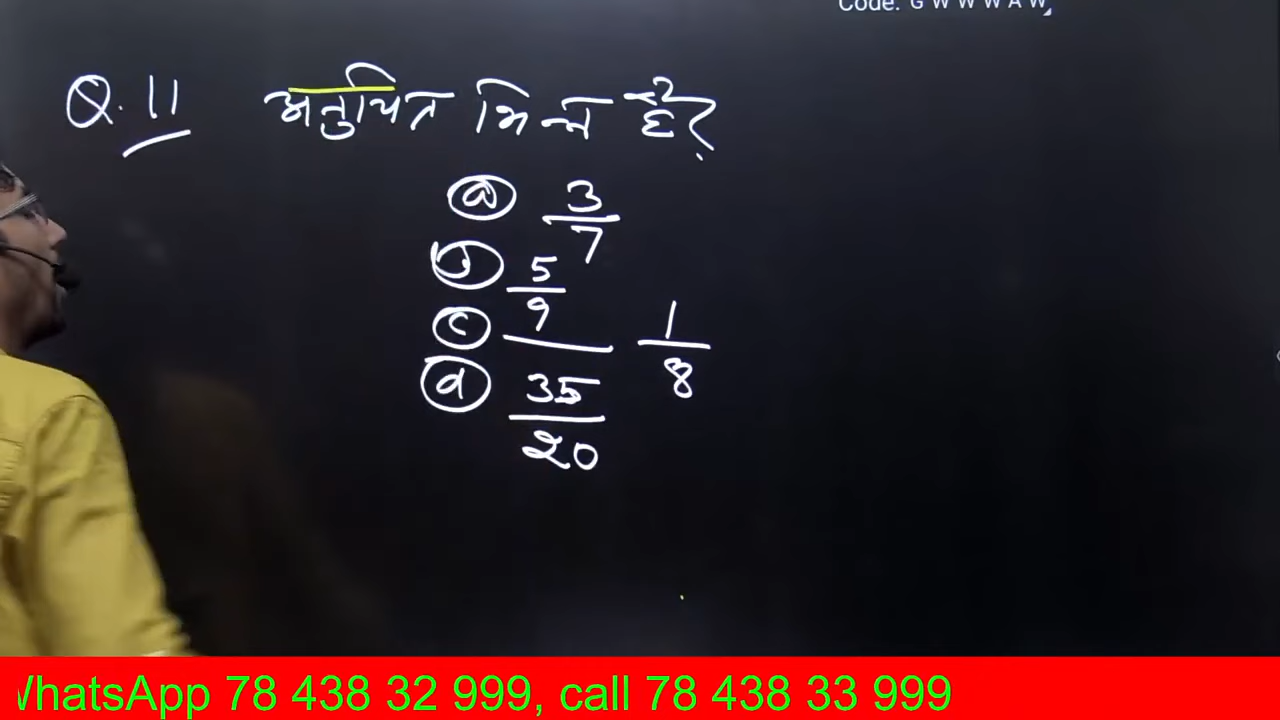 Code: G W W W A W
Q. 11 अनुचित भिन्न है?
(a) 3/7
(b) 5/9
(c) 1/8
(d) 35/20
WhatsApp 78 438 32 999, call 78 438 33 999